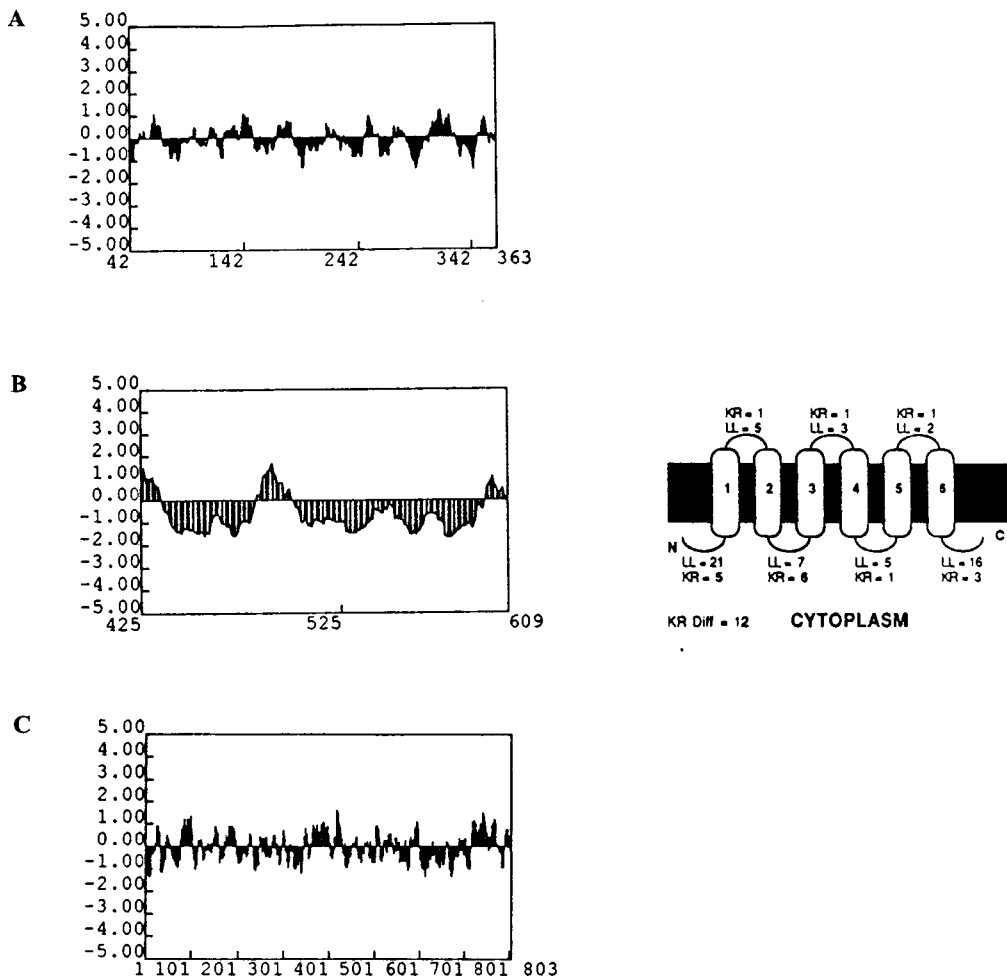 A
5.00
4.00
3.00
2.00
1.00
0.00
-1.00
-2.00
-3.00
-4.00
-5.00
42 142 242 342 363
B
5.00
4.00
3.00
2.00
1.00
0.00
-1.00
-2.00
-3.00
-4.00
-5.00
425 525 609
KR = 1 KR = 1 KR = 1
LL = 5 LL = 3 LL = 2
1 2 3 4 5 6
N C
LL = 21 LL = 7 LL = 5 LL = 16
KR = 5 KR = 6 KR = 1 KR = 3
KR Diff = 12 CYTOPLASM
C
5.00
4.00
3.00
2.00
1.00
0.00
-1.00
-2.00
-3.00
-4.00
-5.00
1 101 201 301 401 501 601 701 801 803